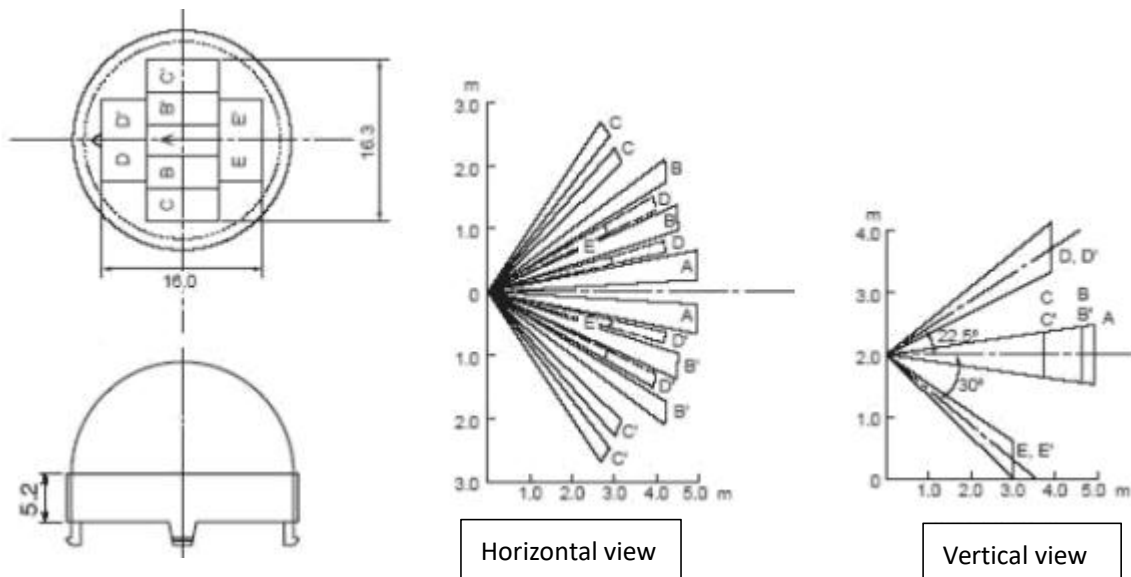 C'
B'
A
B
C
D'
D
E'
E
16.3
16.0
5.2
m
3.0
2.0
1.0
0
1.0
2.0
3.0
C
C
B
D
B
E
D
A
A
E'
D'
B'
D'
B'
C'
C'
1.0 2.0 3.0 4.0 5.0 m
Horizontal view
m
4.0
3.0
2.0
1.0
0
D, D'
C B
C' B' A
22.5°
30°
E, E'
1.0 2.0 3.0 4.0 5.0 m
Vertical view